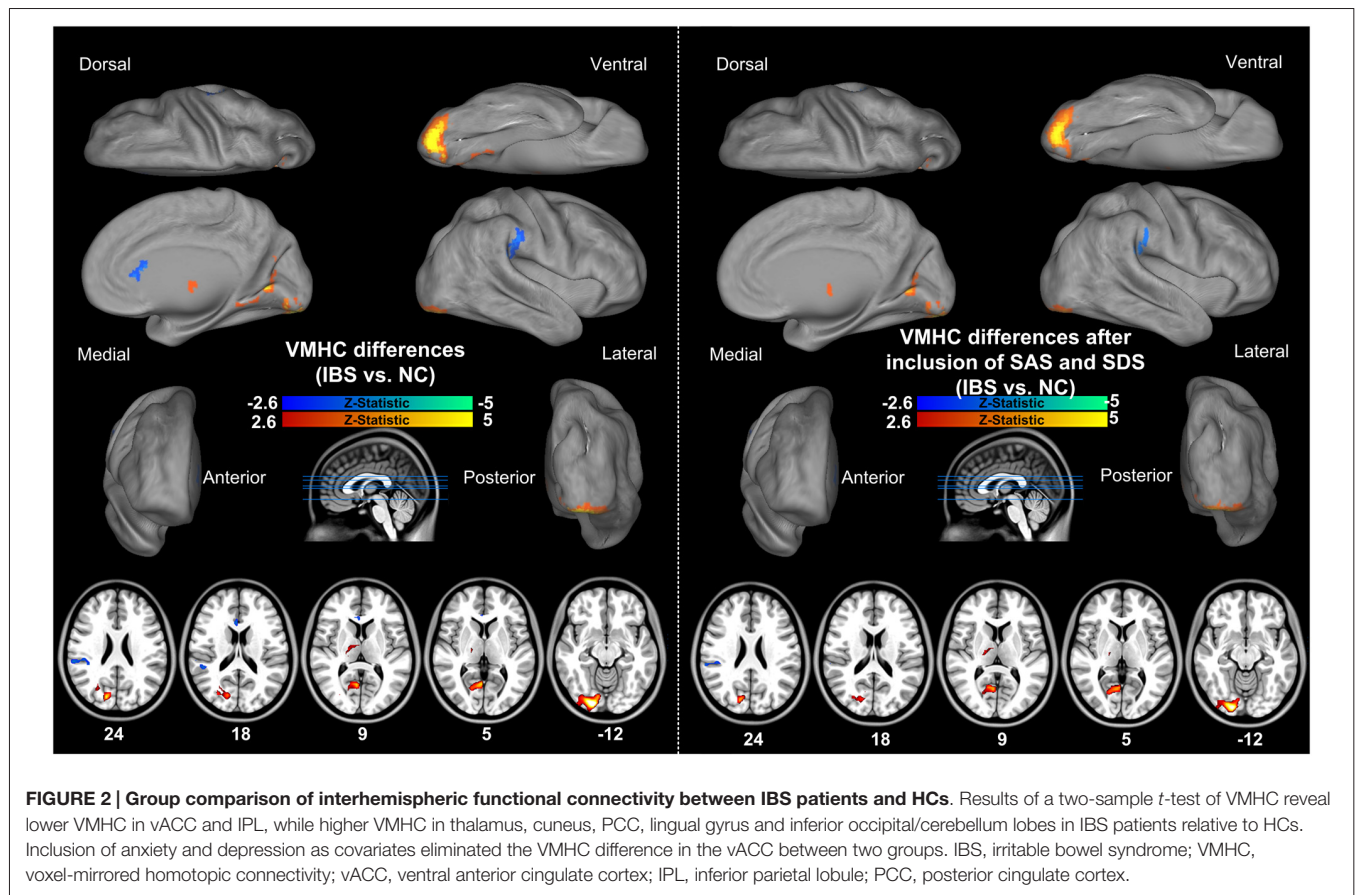 Dorsal
Ventral
Medial
VMHC differences
(IBS vs. NC)
Lateral
-2.6 Z-Statistic -5
2.6 Z-Statistic 5
Anterior
Posterior
24 18 9 5 -12
Dorsal
Ventral
Medial
VMHC differences after
inclusion of SAS and SDS
(IBS vs. NC)
Lateral
-2.6 Z-Statistic -5
2.6 Z-Statistic 5
Anterior
Posterior
24 18 9 5 -12
FIGURE 2 | Group comparison of interhemispheric functional connectivity between IBS patients and HCs. Results of a two-sample t-test of VMHC reveal
lower VMHC in vACC and IPL, while higher VMHC in thalamus, cuneus, PCC, lingual gyrus and inferior occipital/cerebellum lobes in IBS patients relative to HCs.
Inclusion of anxiety and depression as covariates eliminated the VMHC difference in the vACC between two groups. IBS, irritable bowel syndrome; VMHC,
voxel-mirrored homotopic connectivity; vACC, ventral anterior cingulate cortex; IPL, inferior parietal lobule; PCC, posterior cingulate cortex.